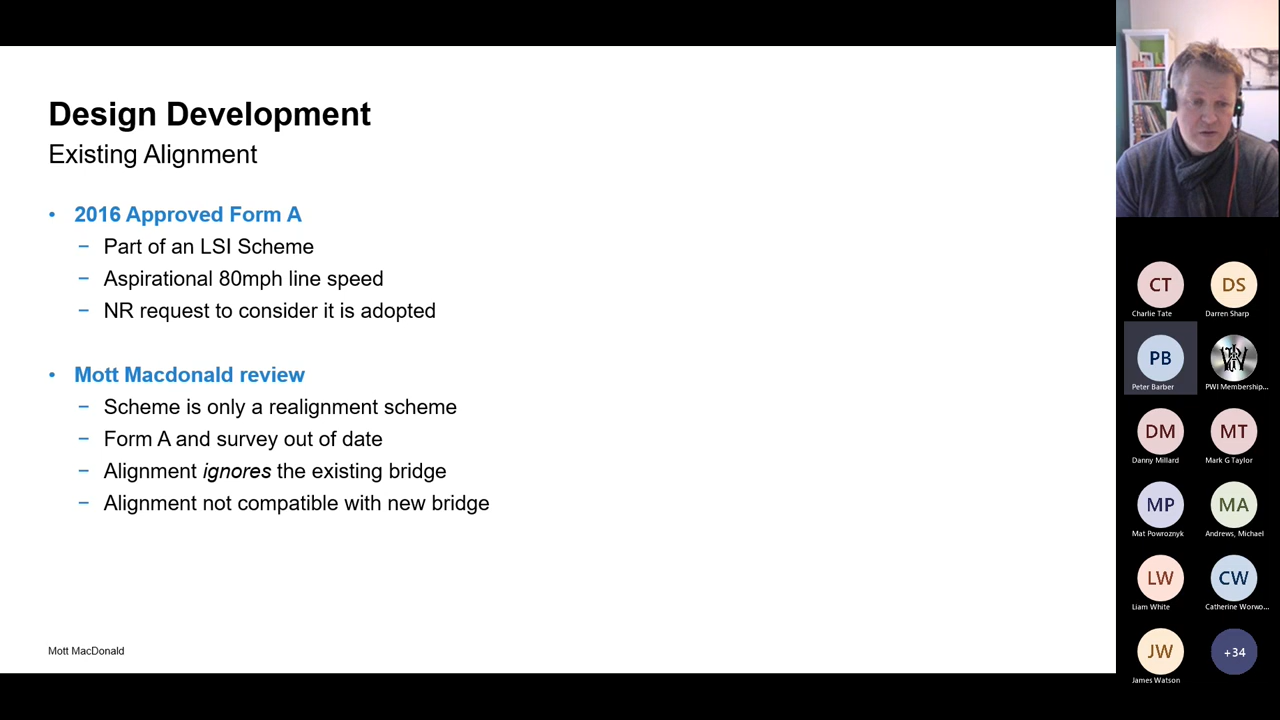 Design Development
Existing Alignment
• 2016 Approved Form A
− Part of an LSI Scheme
− Aspirational 80mph line speed
− NR request to consider it is adopted
• Mott Macdonald review
− Scheme is only a realignment scheme
− Form A and survey out of date
− Alignment ignores the existing bridge
− Alignment not compatible with new bridge
Mott MacDonald
CT
DS
Charlie Tate
Darren Sharp
PB
Peter Barber
PWI Membership...
DM
MT
Danny Millard
Mark G Taylor
MP
MA
Mat Powroznyk
Andrews, Michael
LW
CW
Liam White
Catherine Worwo...
JW
+34
James Watson